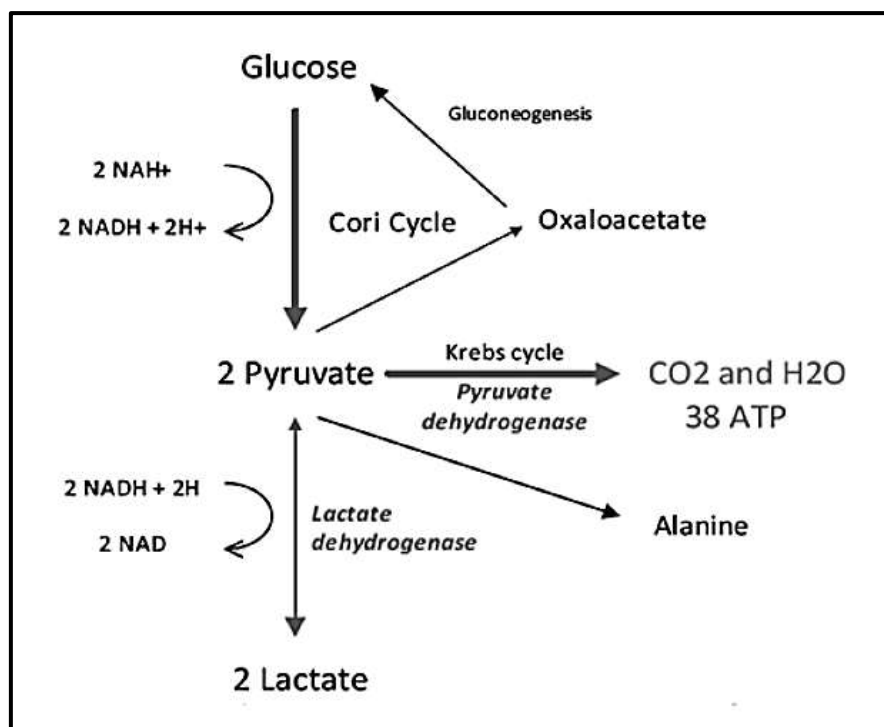 Glucose
Gluconeogenesis
2 NAH+
2 NADH + 2H+
Cori Cycle
Oxaloacetate
2 Pyruvate
Krebs cycle
Pyruvate
dehydrogenase
CO2 and H2O
38 ATP
2 NADH + 2H
2 NAD
Lactate
dehydrogenase
Alanine
2 Lactate